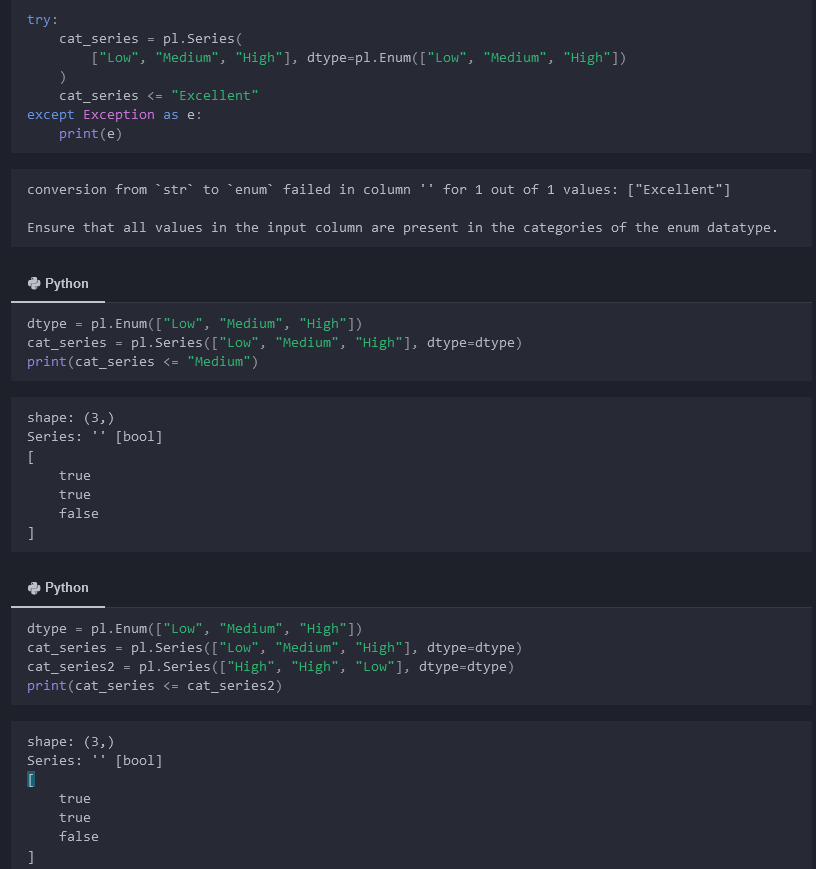 try:
    cat_series = pl.Series(
        ["Low", "Medium", "High"], dtype=pl.Enum(["Low", "Medium", "High"])
    )
    cat_series <= "Excellent"
except Exception as e:
    print(e)
conversion from `str` to `enum` failed in column '' for 1 out of 1 values: ["Excellent"]
Ensure that all values in the input column are present in the categories of the enum datatype.
Python
dtype = pl.Enum(["Low", "Medium", "High"])
cat_series = pl.Series(["Low", "Medium", "High"], dtype=dtype)
print(cat_series <= "Medium")
shape: (3,)
Series: '' [bool]
[
    true
    true
    false
]
Python
dtype = pl.Enum(["Low", "Medium", "High"])
cat_series = pl.Series(["Low", "Medium", "High"], dtype=dtype)
cat_series2 = pl.Series(["High", "High", "Low"], dtype=dtype)
print(cat_series <= cat_series2)
shape: (3,)
Series: '' [bool]
[
    true
    true
    false
]